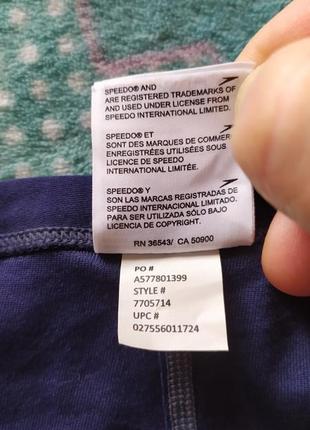 SPEEDO® AND
ARE REGISTERED TRADEMARKS OF
AND USED UNDER LICENSE FROM
SPEEDO INTERNATIONAL LIMITED.
SPEEDO® ET
SONT DES MARQUES DE COMMER
ENREGISTRÉES UTILISÉES SOUS
LICENCE DE SPEEDO
INTERNATIONAL LIMITÉE.
SPEEDO® Y
SON LAS MARCAS REGISTRADAS DE
SPEEDO INTERNACIONAL LIMITADO.
PARA SER UTILIZADA SÓLO BAJO
LICENCIA DE COPYRIGHT.
RN 36543/ CA 50900
PO #
A577801399
STYLE #
7705714
UPC #
027556011724